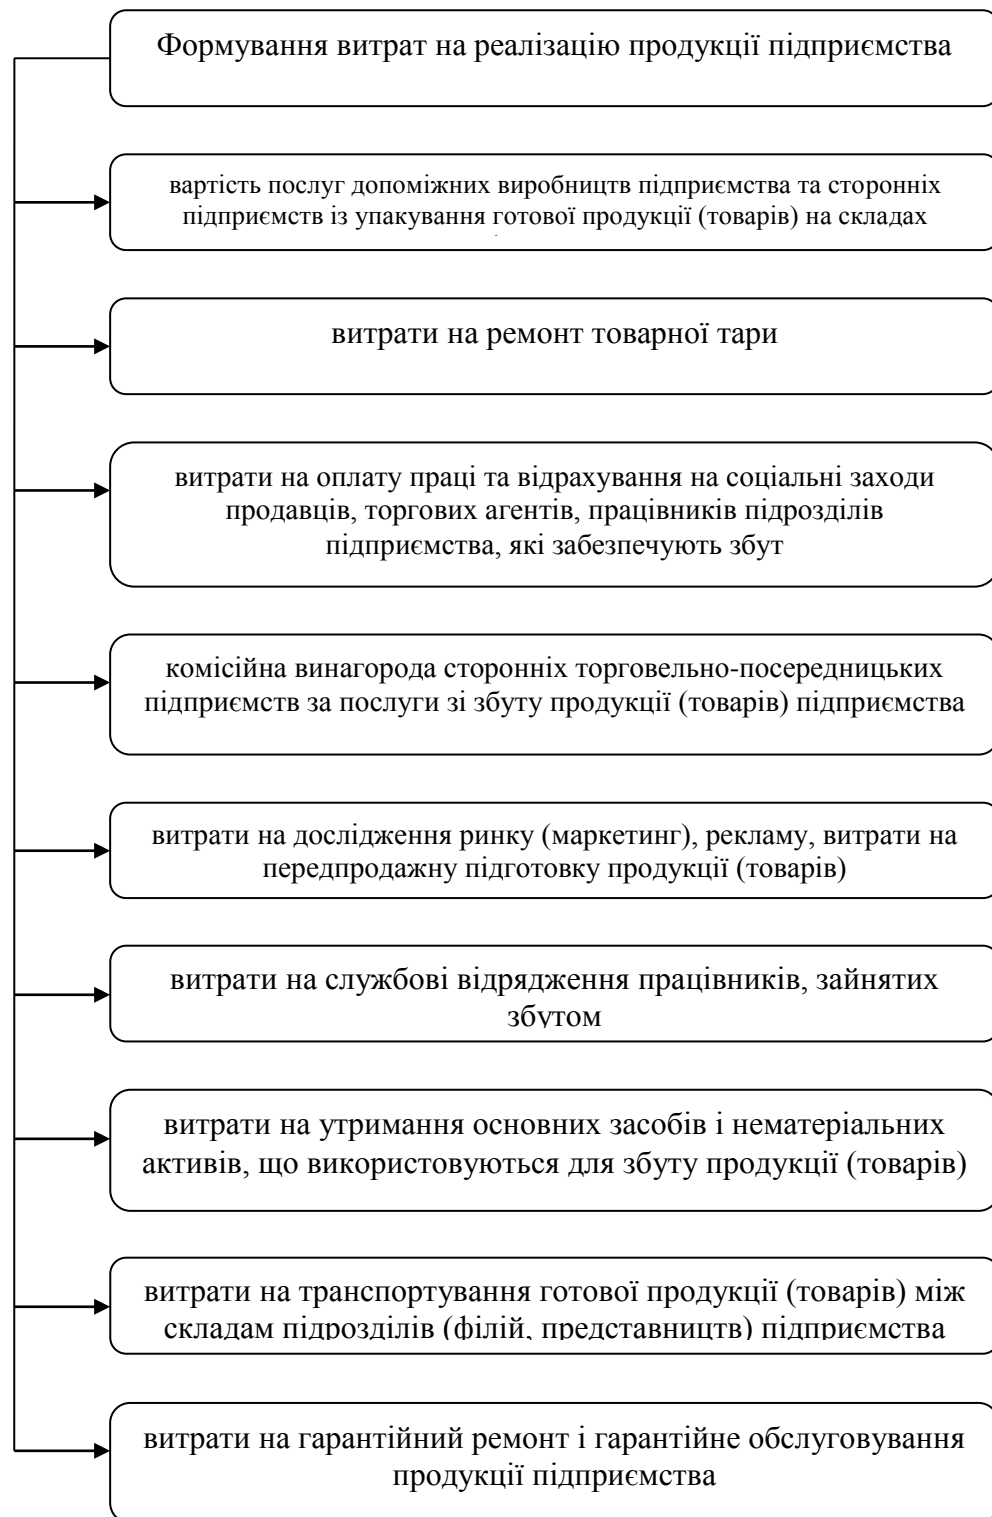 Формування витрат на реалізацію продукції підприємства
вартість послуг допоміжних виробництв підприємства та сторонніх
підприємств із упакування готової продукції (товарів) на складах
витрати на ремонт товарної тари
витрати на оплату праці та відрахування на соціальні заходи
продавців, торгових агентів, працівників підрозділів
підприємства, які забезпечують збут
комісійна винагорода сторонніх торговельно-посередницьких
підприємств за послуги зі збуту продукції (товарів) підприємства
витрати на дослідження ринку (маркетинг), рекламу, витрати на
передпродажну підготовку продукції (товарів)
витрати на службові відрядження працівників, зайнятих
збутом
витрати на утримання основних засобів і нематеріальних
активів, що використовуються для збуту продукції (товарів)
витрати на транспортування готової продукції (товарів) між
складам підрозділів (філій, представництв) підприємства
витрати на гарантійний ремонт і гарантійне обслуговування
продукції підприємства